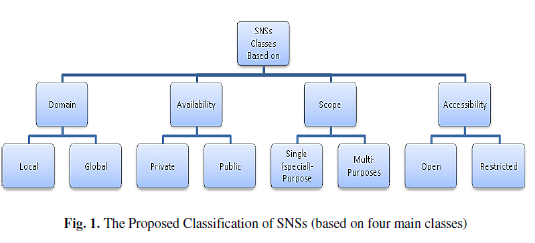 SNSs
Classes
Based on
Domain
Availability
Scope
Accessibility
Local
Global
Private
Public
Single
(special)-
Purpose
Multi-
Purposes
Open
Restricted
Fig. 1. The Proposed Classification of SNSs (based on four main classes)